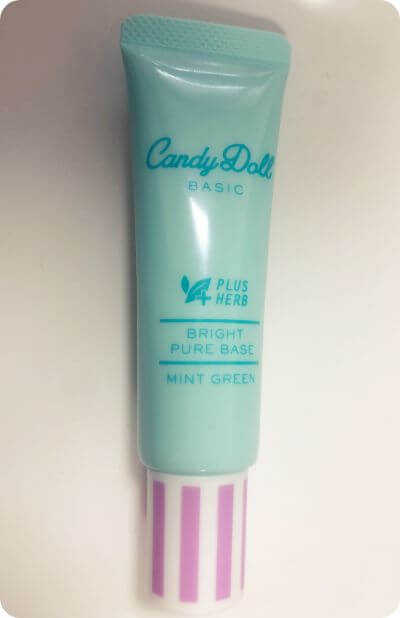 Candy Doll
BASIC
PLUS
HERB
BRIGHT
PURE BASE
MINT GREEN